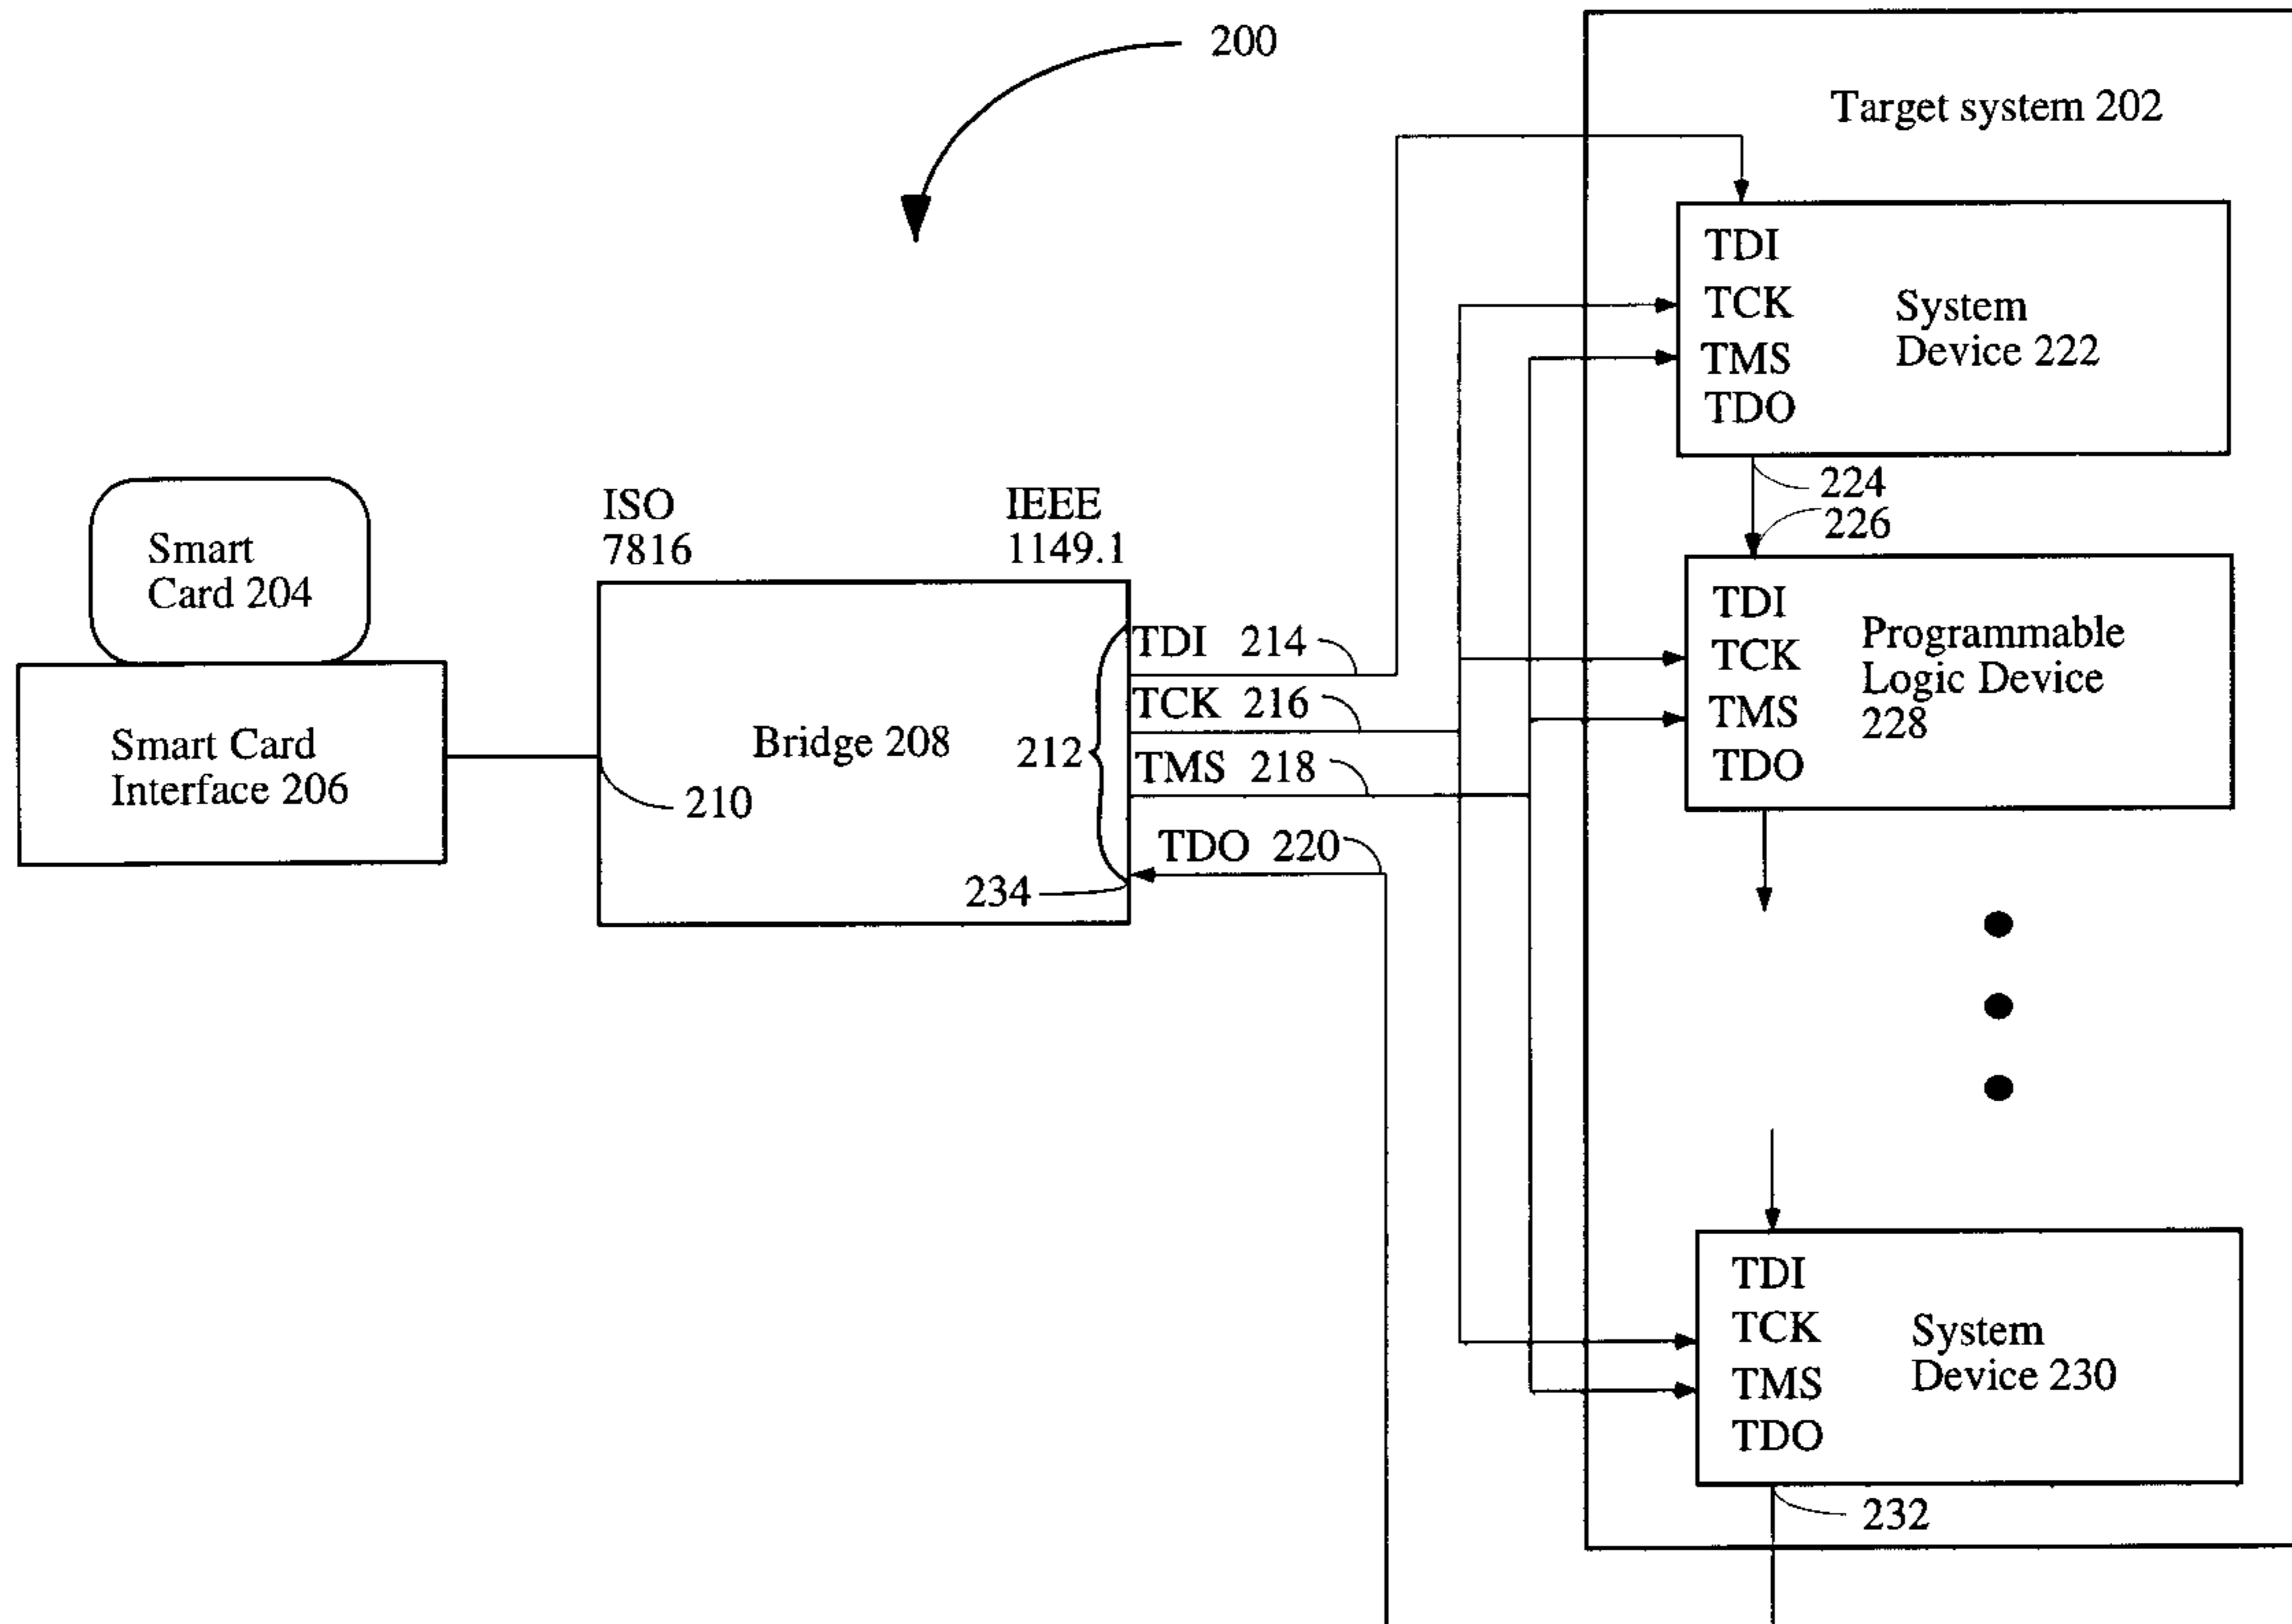 200
Target system 202
TDI
TCK
TMS
TDO
System
Device 222
224
226
Smart
Card 204
Smart Card
Interface 206
ISO
7816
IEEE
1149.1
Bridge 208
210
212
TDI 214
TCK 216
TMS 218
TDO 220
234
TDI
TCK
TMS
TDO
Programmable
Logic Device
228
TDI
TCK
TMS
TDO
System
Device 230
232